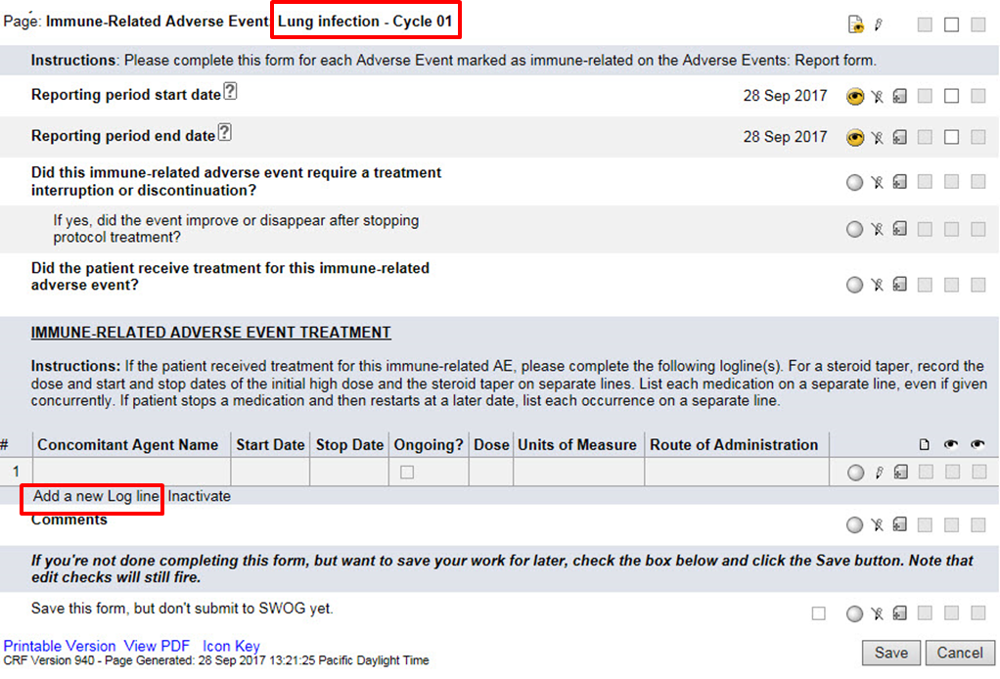 Page: Immune-Related Adverse Event Lung infection - Cycle 01
Instructions: Please complete this form for each Adverse Event marked as immune-related on the Adverse Events: Report form.
Reporting period start date? 28 Sep 2017
Reporting period end date? 28 Sep 2017
Did this immune-related adverse event require a treatment
interruption or discontinuation?
If yes, did the event improve or disappear after stopping
protocol treatment?
Did the patient receive treatment for this immune-related
adverse event?
IMMUNE-RELATED ADVERSE EVENT TREATMENT
Instructions: If the patient received treatment for this immune-related AE, please complete the following logline(s). For a steroid taper, record the
dose and start and stop dates of the initial high dose and the steroid taper on separate lines. List each medication on a separate line, even if given
concurrently. If patient stops a medication and then restarts at a later date, list each occurrence on a separate line.
# Concomitant Agent Name Start Date Stop Date Ongoing? Dose Units of Measure Route of Administration
1
Add a new Log line Inactivate
Comments
If you're not done completing this form, but want to save your work for later, check the box below and click the Save button. Note that
edit checks will still fire.
Save this form, but don't submit to SWOG yet.
Printable Version View PDF Icon Key
CRF Version 940 - Page Generated: 28 Sep 2017 13:21:25 Pacific Daylight Time
Save Cancel